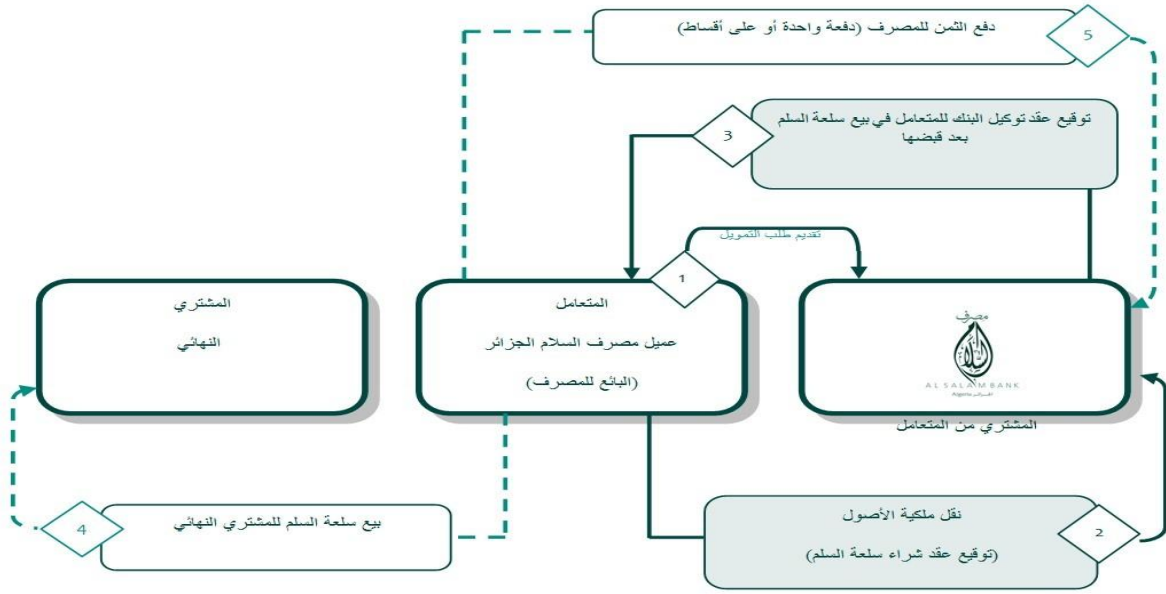 دفع الثمن للمصرف (دفعة واحدة أو على أقساط)
5
توقيع عقد توكيل البنك للمتعامل في بيع سلعة السلم
بعد قبضها
3
تقديم طلب التمويل
1
المشتري
النهائي
المتعامل
عميل مصرف السلام الجزائر
(البائع للمصرف)
مصرف
السلام
AL SALAM BANK
Algeria الجزائر
المشتري من المتعامل
بيع سلعة السلم للمشتري النهائي
4
نقل ملكية الأصول
(توقيع عقد شراء سلعة السلم)
2